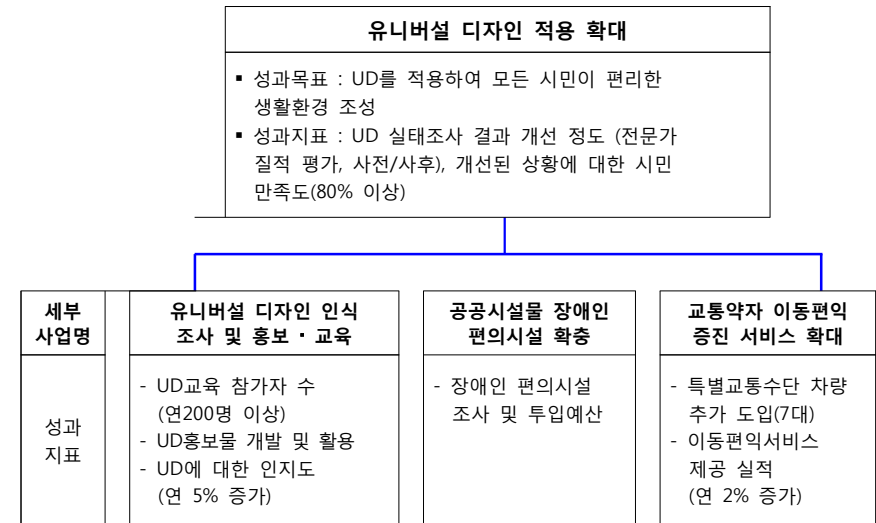 유니버설 디자인 적용 확대
▪ 성과목표 : UD를 적용하여 모든 시민이 편리한
생활환경 조성
▪ 성과지표 : UD 실태조사 결과 개선 정도 (전문가
질적 평가, 사전/사후), 개선된 상황에 대한 시민
만족도(80% 이상)
세부
사업명
유니버설 디자인 인식
조사 및 홍보 · 교육
공공시설물 장애인
편의시설 확충
교통약자 이동편익
증진 서비스 확대
성과
지표
- UD교육 참가자 수
(연200명 이상)
- UD홍보물 개발 및 활용
- UD에 대한 인지도
(연 5% 증가)
- 장애인 편의시설
조사 및 투입예산
- 특별교통수단 차량
추가 도입(7대)
- 이동편익서비스
제공 실적
(연 2% 증가)